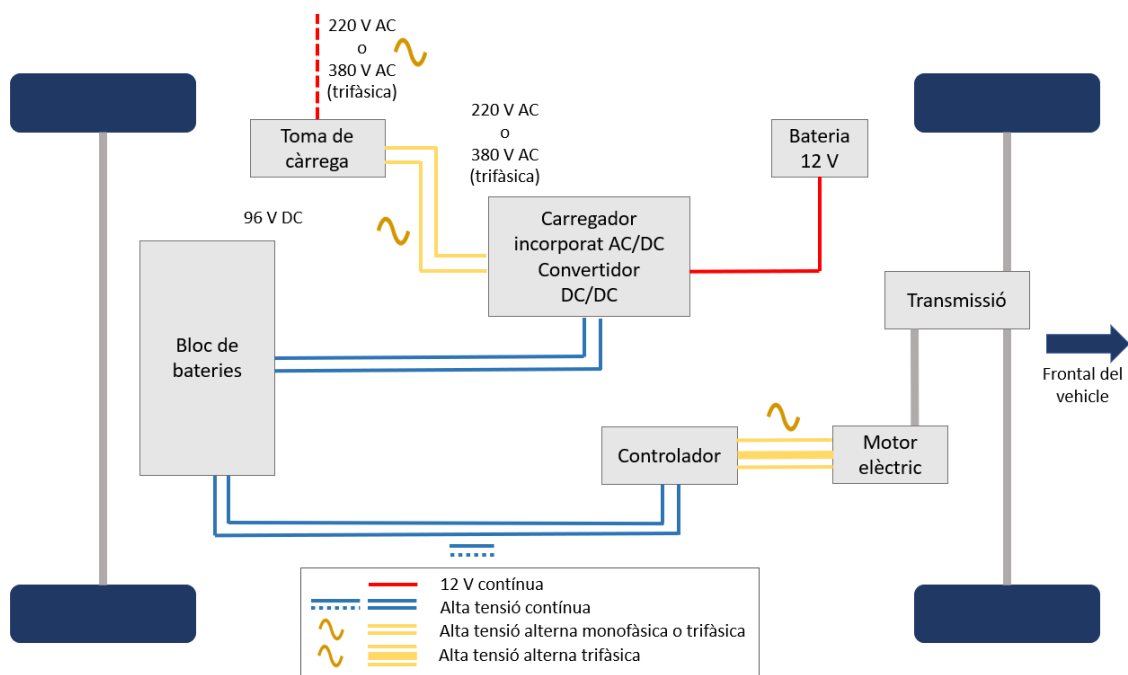 220 V AC
o
380 V AC
(trifàsica)
Toma de
càrrega
220 V AC
o
380 V AC
(trifàsica)
Bateria
12 V
96 V DC
Carregador
incorporat AC/DC
Convertidor
DC/DC
Bloc de
bateries
Transmissió
Frontal del
vehicle
Controlador
Motor
elèctric
12 V contínua
Alta tensió contínua
Alta tensió alterna monofàsica o trifàsica
Alta tensió alterna trifàsica